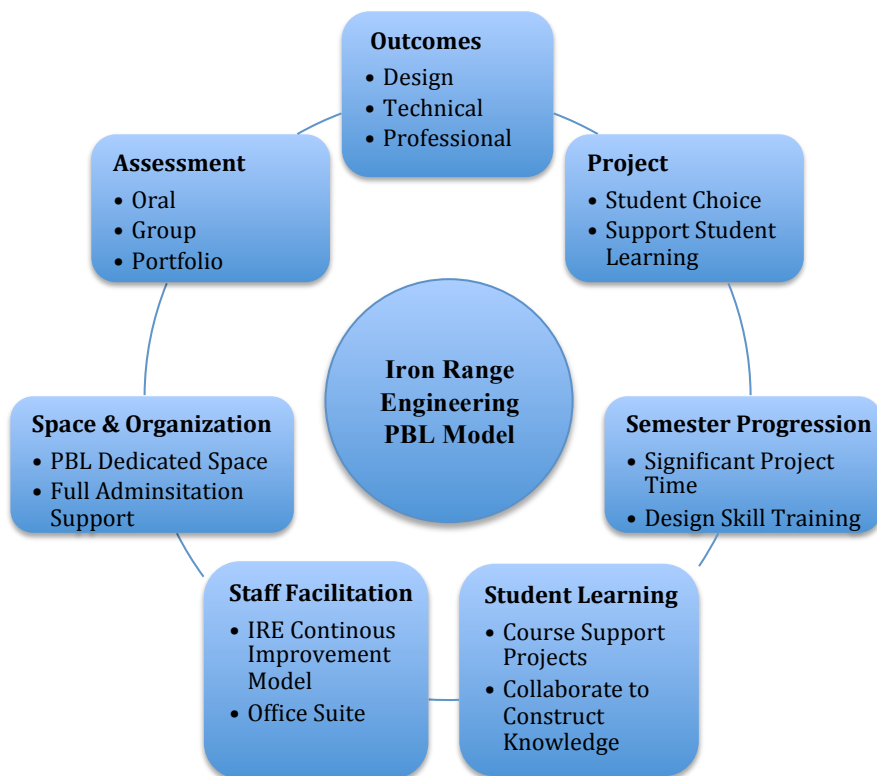 Outcomes
• Design
• Technical
• Professional
Project
• Student Choice
• Support Student
Learning
Semester Progression
• Significant Project
Time
• Design Skill Training
Student Learning
• Course Support
Projects
• Collaborate to
Construct
Knowledge
Staff Facilitation
• IRE Continous
Improvement
Model
• Office Suite
Space & Organization
• PBL Dedicated Space
• Full Adminsitation
Support
Assessment
• Oral
• Group
• Portfolio
Iron Range
Engineering
PBL Model